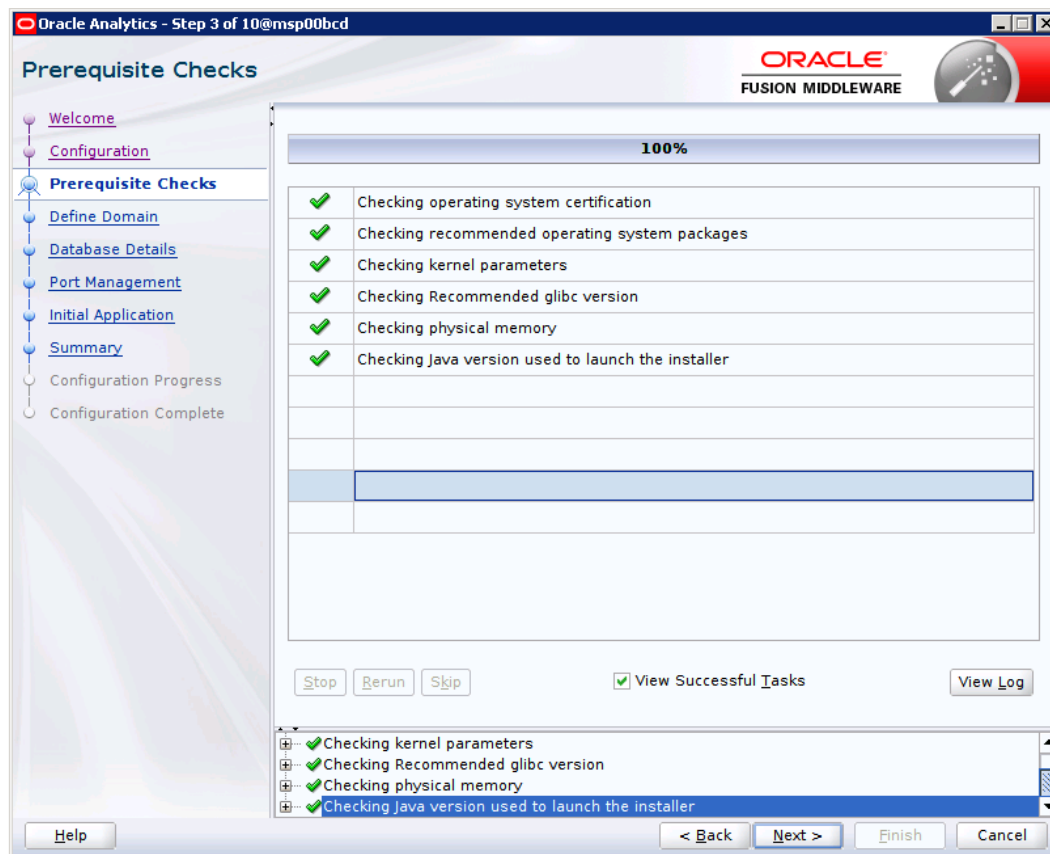 Oracle Analytics - Step 3 of 10@msp00bcd
Prerequisite Checks
ORACLE
FUSION MIDDLEWARE
Welcome
Configuration
Prerequisite Checks
Define Domain
Database Details
Port Management
Initial Application
Summary
Configuration Progress
Configuration Complete
100%
Checking operating system certification
Checking recommended operating system packages
Checking kernel parameters
Checking Recommended glibc version
Checking physical memory
Checking Java version used to launch the installer
Stop Rerun Skip View Successful Tasks View Log
Checking kernel parameters
Checking Recommended glibc version
Checking physical memory
Checking Java version used to launch the installer
Help < Back Next > Finish Cancel